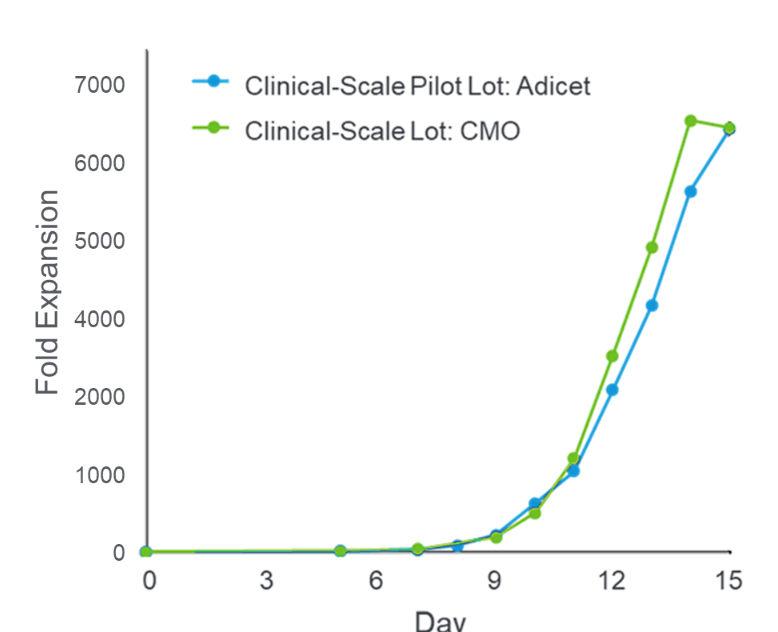 7000
Clinical-Scale Pilot Lot: Adicet
Clinical-Scale Lot: CMO
6000
5000
4000
2000
1000
0
Fold Expansion
0 3 6 9 12 15
Day